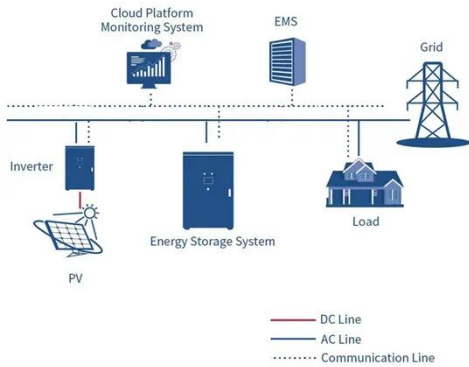 Cloud Platform
Monitoring System
EMS
Grid
Inverter
Energy Storage System
Load
PV
DC Line
AC Line
Communication Line